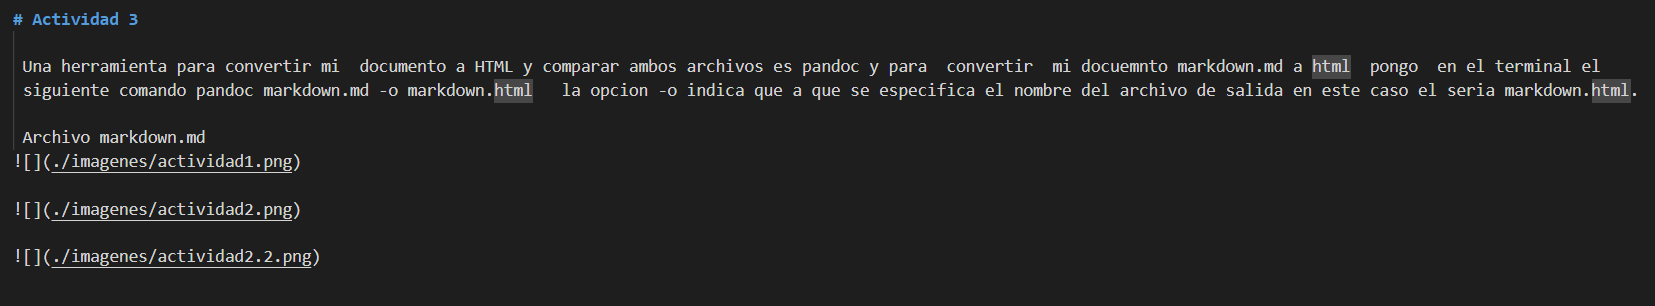 # Actividad 3
Una herramienta para convertir mi  documento a HTML y comparar ambos archivos es pandoc y para  convertir  mi docuemnto markdown.md a html  pongo  en el terminal el
siguiente comando pandoc markdown.md -o markdown.html   la opcion -o indica que a que se especifica el nombre del archivo de salida en este caso el seria markdown.html.
Archivo markdown.md
![](./imagenes/actividad1.png)
![](./imagenes/actividad2.png)
![](./imagenes/actividad2.2.png)